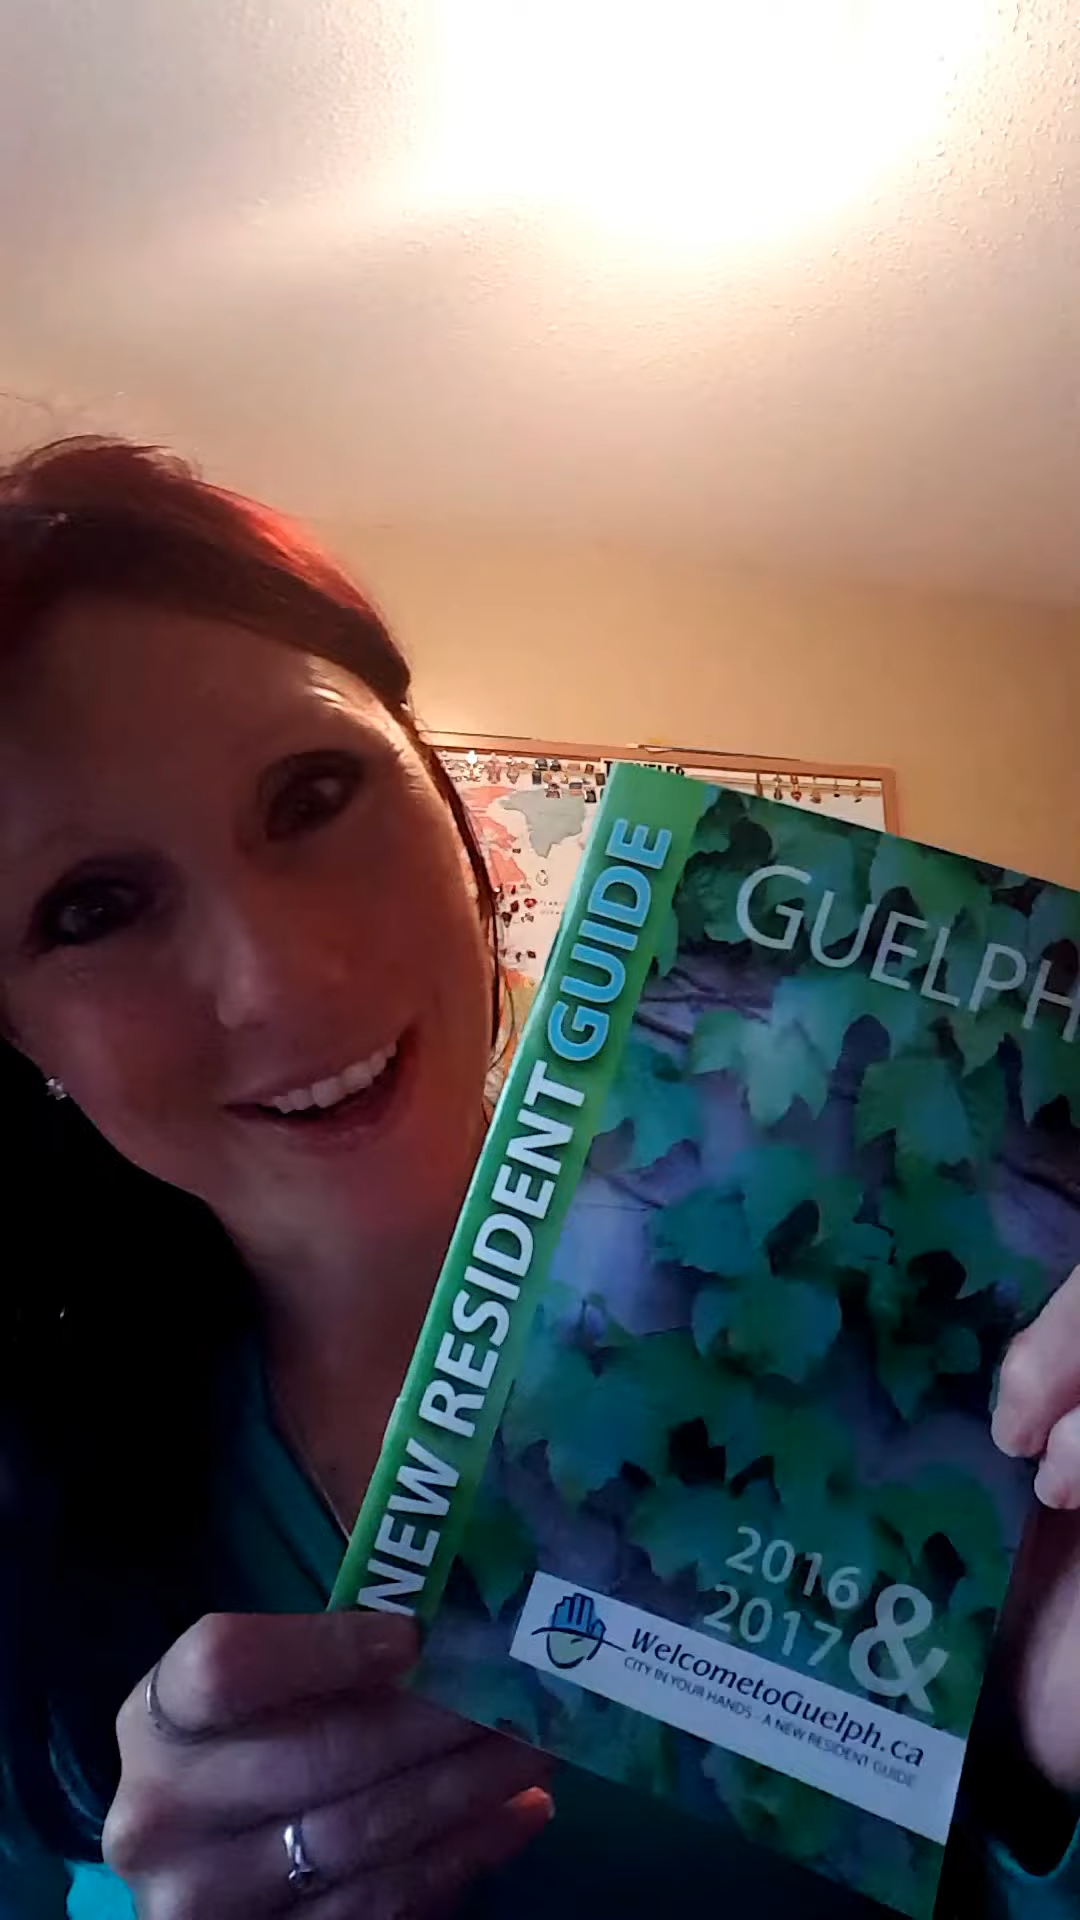 NEW RESIDENT GUIDE
GUELPH
2016
2017 &
WelcometoGuelph.ca
CITY IN YOUR HANDS - A NEW RESIDENT GUIDE